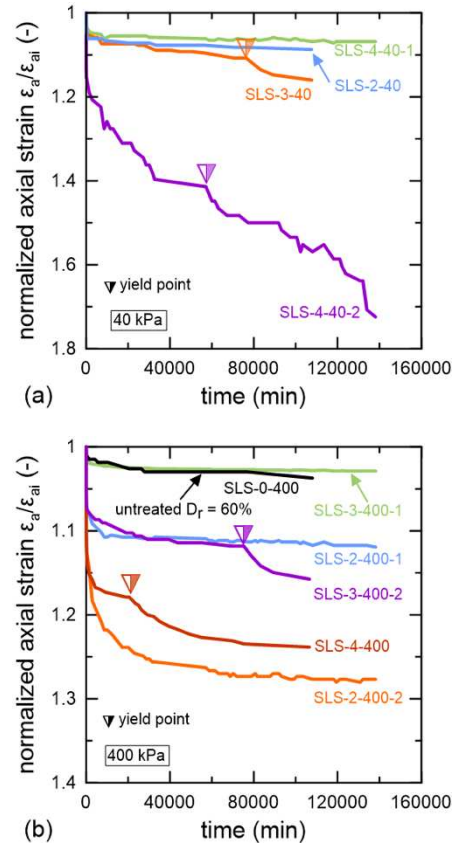 (a)
normalized axial strain εa/εai (-)
1
1.2
1.4
1.6
1.8
SLS-4-40-1
SLS-2-40
SLS-3-40
SLS-4-40-2
yield point
40 kPa
0
40000
80000
120000
160000
time (min)
(b)
normalized axial strain εa/εai (-)
1
1.1
1.2
1.3
1.4
SLS-0-400
untreated Dr = 60%
SLS-3-400-1
SLS-2-400-1
SLS-3-400-2
SLS-4-400
SLS-2-400-2
yield point
400 kPa
0
40000
80000
120000
160000
time (min)